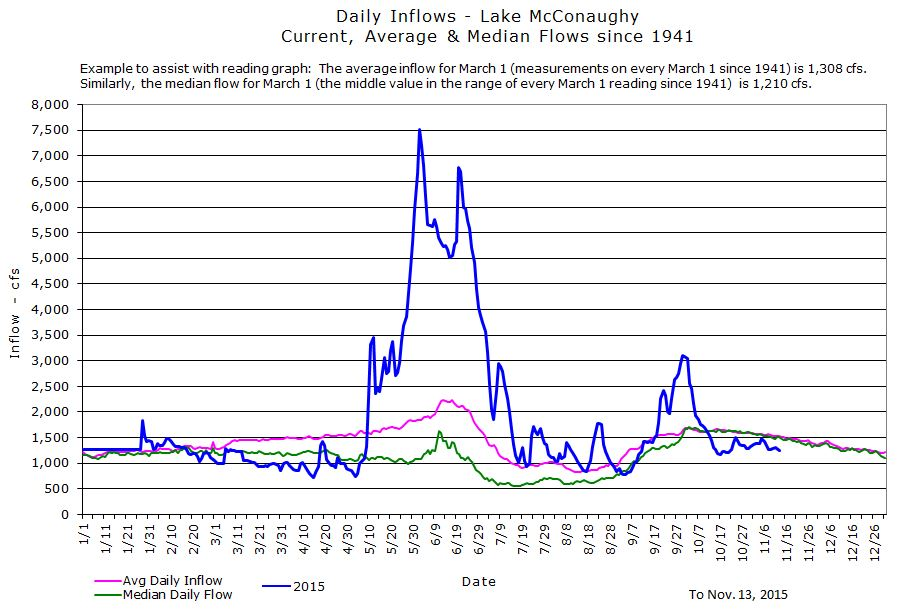 Daily Inflows - Lake McConaughy
Current, Average & Median Flows since 1941
Example to assist with reading graph:  The average inflow for March 1 (measurements on every March 1 since 1941) is 1,308 cfs.
Similarly, the median flow for March 1 (the middle value in the range of every March 1 reading since 1941)  is 1,210 cfs.
8,000
7,500
7,000
6,500
6,000
5,500
5,000
4,500
4,000
3,500
3,000
2,500
2,000
1,500
1,000
500
0
Inflow - cfs
1/1 1/11 1/21 1/31 2/10 2/20 3/1 3/11 3/21 3/31 4/10 4/20 4/30 5/10 5/20 5/30 6/9 6/19 6/29 7/9 7/19 7/29 8/8 8/18 8/28 9/7 9/17 9/27 10/7 10/17 10/27 11/6 11/16 11/26 12/6 12/16 12/26
Date
Avg Daily Inflow
2015
Median Daily Flow
To Nov. 13, 2015